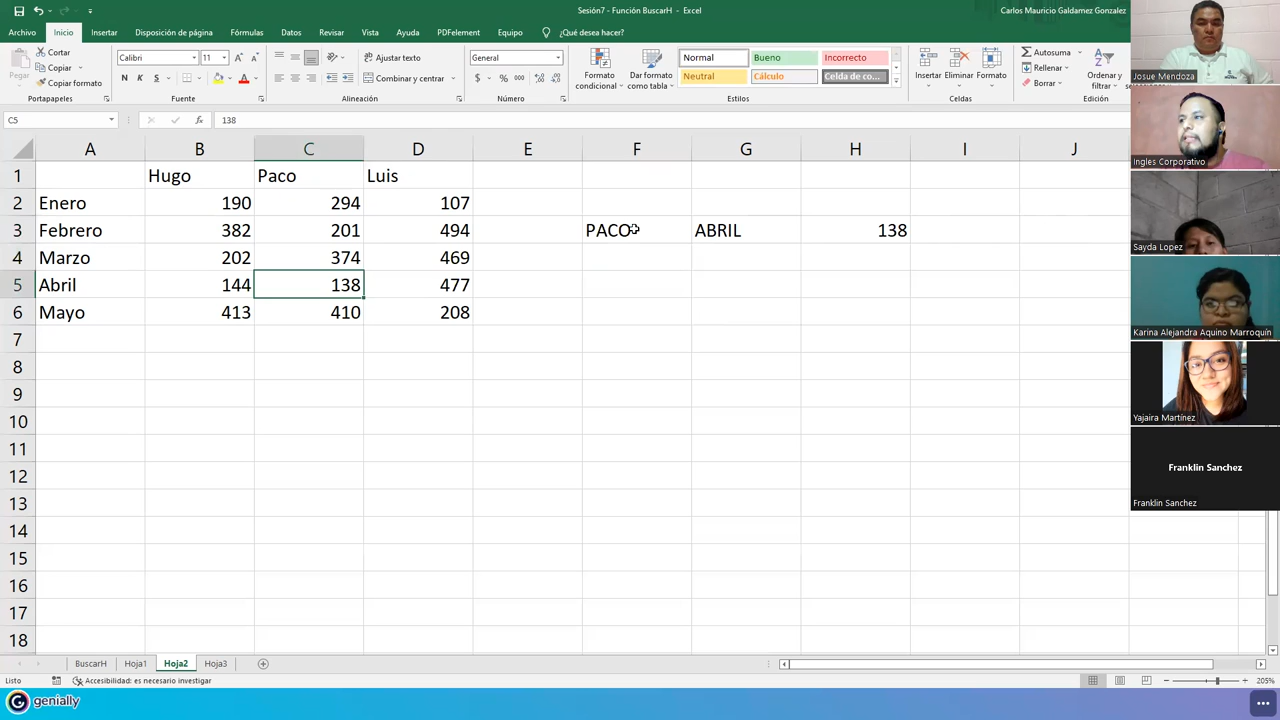 Sesión7 - Función BuscarH - Excel
Carlos Mauricio Galdamez Gonzalez
Archivo Inicio Insertar Disposición de página Fórmulas Datos Revisar Vista Ayuda PDFelement Equipo ¿Qué desea hacer?
Pegar
Cortar
Copiar
Copiar formato
Portapapeles
Calibri 11
N K S
Fuente
Ajustar texto
Combinar y centrar
Alineación
General
$ % 000
Número
Formato condicional
Dar formato como tabla
Normal Bueno Incorrecto
Neutral Cálculo Celda de co...
Estilos
Insertar Eliminar Formato
Celdas
Autosuma
Rellenar
Borrar
Ordenar y filtrar
Edición
C5 fx 138
A B C D E F G H I J
1 Hugo Paco Luis
2 Enero 190 294 107
3 Febrero 382 201 494 PACO ABRIL 138
4 Marzo 202 374 469
5 Abril 144 138 477
6 Mayo 413 410 208
7
8
9
10
11
12
13
14
15
16
17
18
BuscarH Hoja1 Hoja2 Hoja3
Listo Accesibilidad: es necesario investigar 205%
genially
Josue Mendoza
Ingles Corporativo
Sayda Lopez
Karina Alejandra Aquino Marroquín
Yajaira Martínez
Franklin Sanchez
Franklin Sanchez